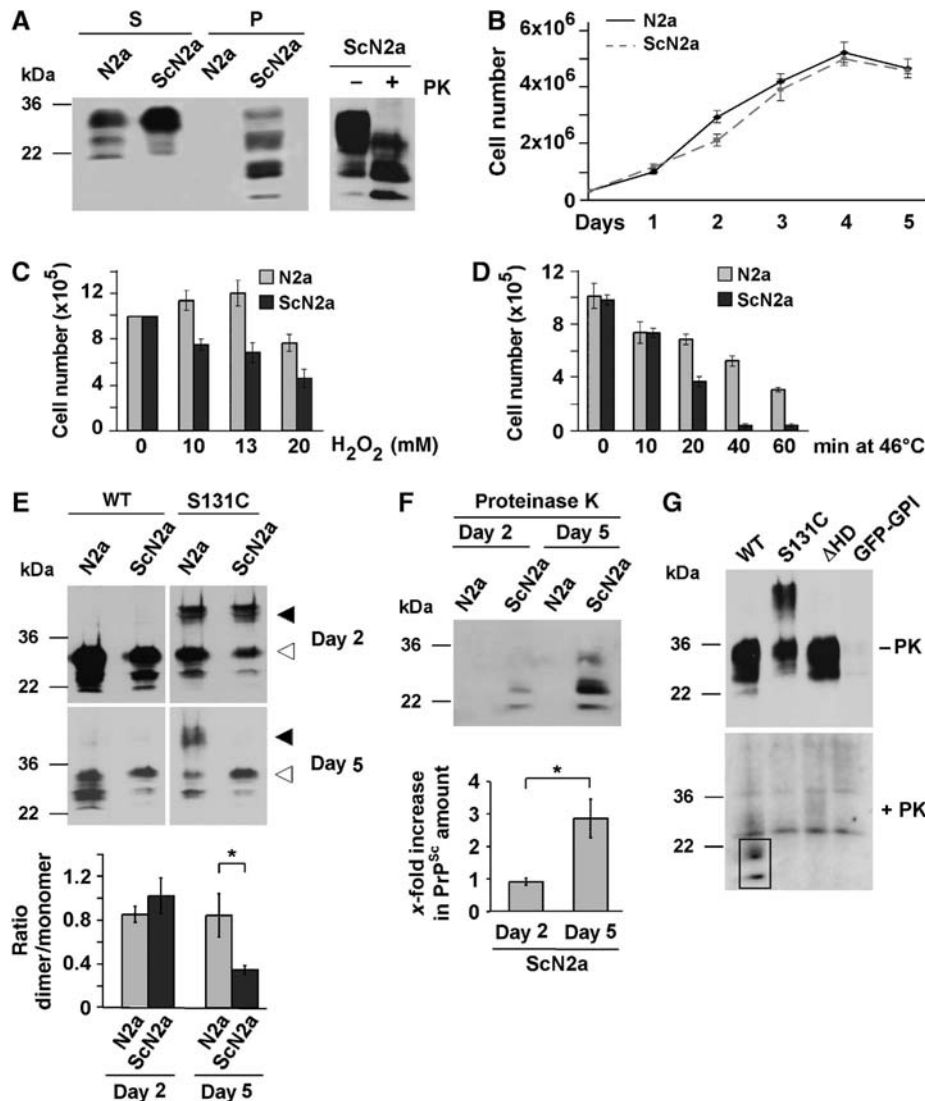 A
S P
N2a ScN2a N2a ScN2a
ScN2a
kDa − + PK
36
22
B
N2a
ScN2a
Cell number
6x10⁶
4x10⁶
2x10⁶
0
Days 1 2 3 4 5
C
Cell number (x10⁵)
N2a
ScN2a
12
8
4
0
0 10 13 20 H₂O₂ (mM)
D
Cell number (x10⁵)
N2a
ScN2a
12
8
4
0
0 10 20 40 60 min at 46°C
E
WT S131C
N2a ScN2a N2a ScN2a
kDa
36
22
Day 2
36
22
Day 5
Ratio
dimer/monomer
1.2
0.8
0.4
0
*
N2a ScN2a N2a ScN2a
Day 2 Day 5
F
Proteinase K
Day 2 Day 5
N2a ScN2a N2a ScN2a
kDa
36
22
x-fold increase
in PrPSc amount
4
3
2
1
0
*
Day 2 Day 5
ScN2a
G
WT S131C ΔHD GFP-GPI
kDa
36
22
–PK
36
22
+ PK